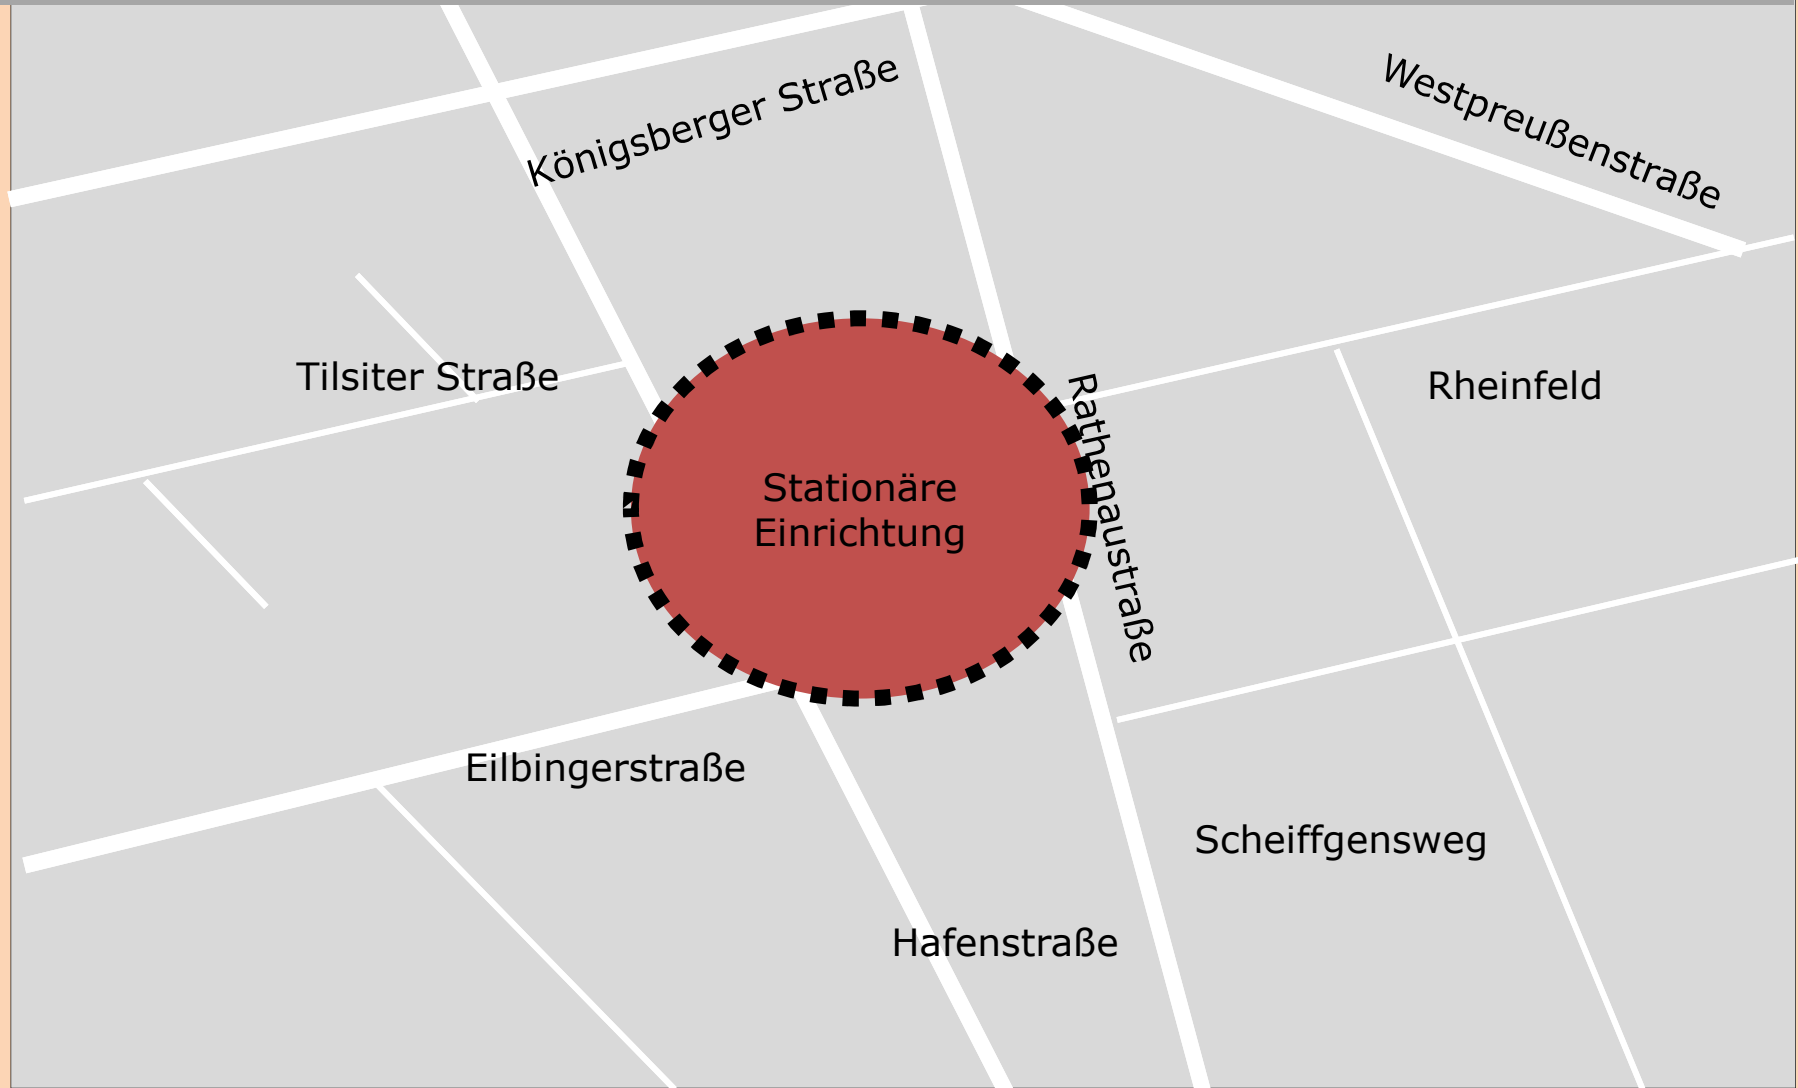 Königsberger Straße
Westpreußenstraße
Tilsiter Straße
Rheinfeld
Rathenaustraße
Stationäre
Einrichtung
Eilbingerstraße
Scheiffgensweg
Hafenstraße